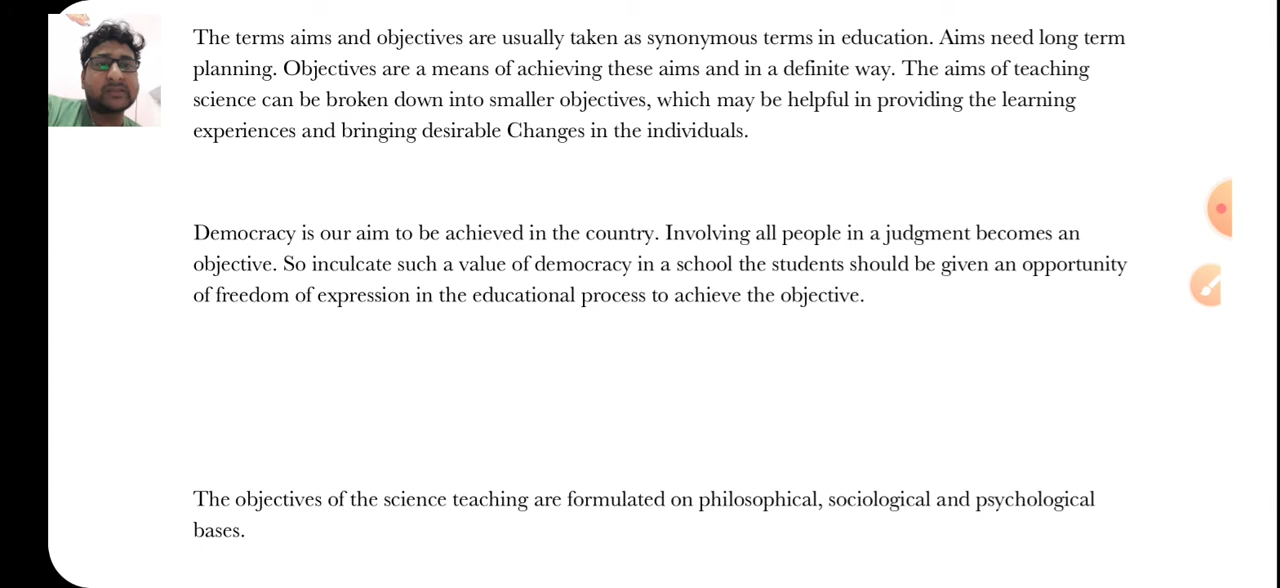 The terms aims and objectives are usually taken as synonymous terms in education. Aims need long term
planning. Objectives are a means of achieving these aims and in a definite way. The aims of teaching
science can be broken down into smaller objectives, which may be helpful in providing the learning
experiences and bringing desirable Changes in the individuals.
Democracy is our aim to be achieved in the country. Involving all people in a judgment becomes an
objective. So inculcate such a value of democracy in a school the students should be given an opportunity
of freedom of expression in the educational process to achieve the objective.
The objectives of the science teaching are formulated on philosophical, sociological and psychological
bases.